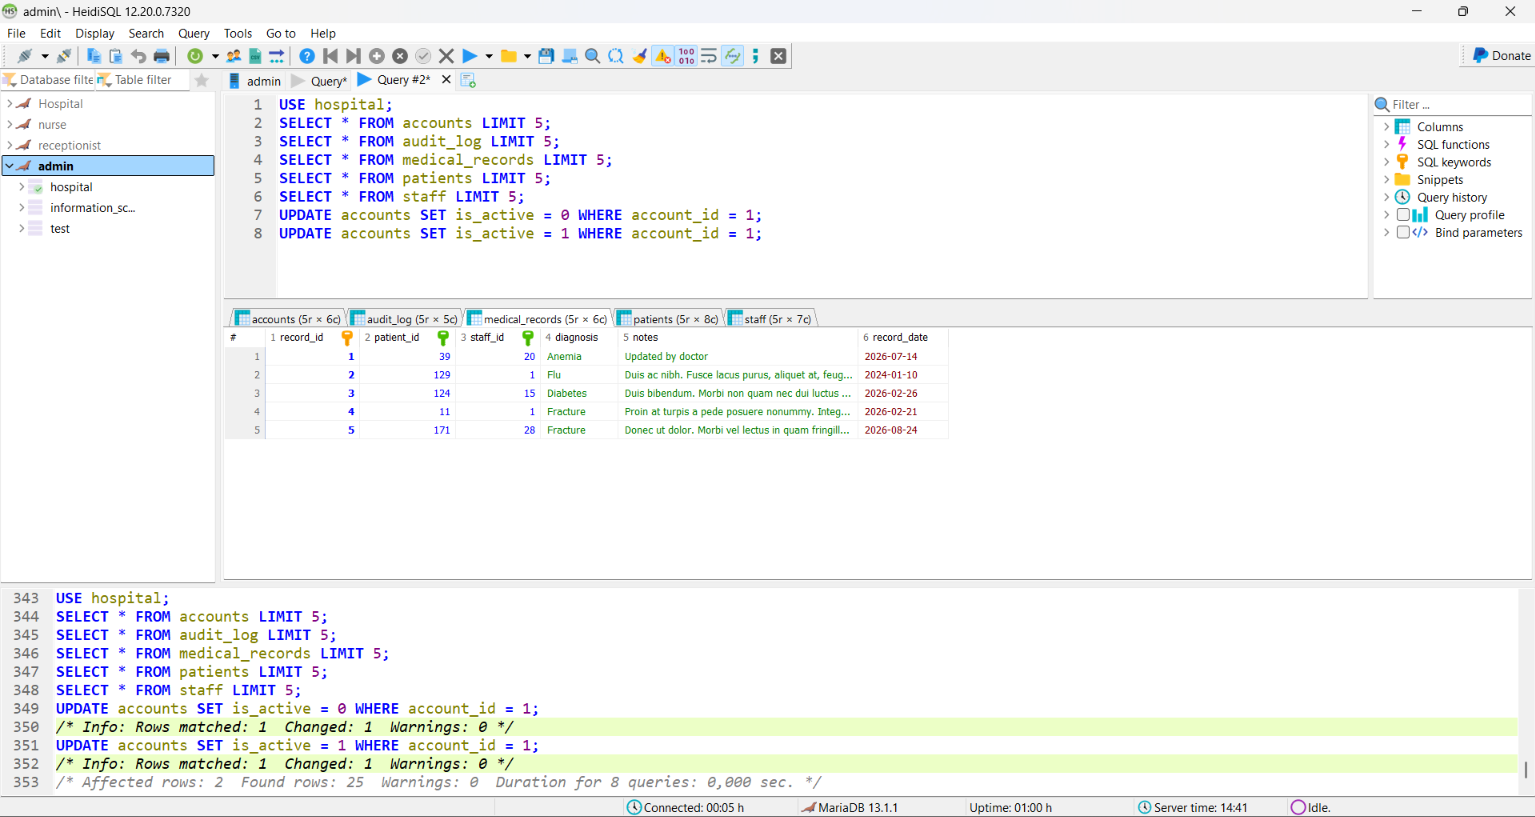 admin\ - HeidiSQL 12.20.0.7320
File Edit Display Search Query Tools Go to Help
Donate
Database filte Table filter
admin Query* Query #2*
Hospital
nurse
receptionist
admin
hospital
information_sc...
test
1 USE hospital;
2 SELECT * FROM accounts LIMIT 5;
3 SELECT * FROM audit_log LIMIT 5;
4 SELECT * FROM medical_records LIMIT 5;
5 SELECT * FROM patients LIMIT 5;
6 SELECT * FROM staff LIMIT 5;
7 UPDATE accounts SET is_active = 0 WHERE account_id = 1;
8 UPDATE accounts SET is_active = 1 WHERE account_id = 1;
Filter ...
Columns
SQL functions
SQL keywords
Snippets
Query history
Query profile
Bind parameters
accounts (5r × 6c) audit_log (5r × 5c) medical_records (5r × 6c) patients (5r × 8c) staff (5r × 7c)
# 1 record_id 2 patient_id 3 staff_id 4 diagnosis 5 notes 6 record_date
1 1 39 20 Anemia Updated by doctor 2026-07-14
2 2 129 1 Flu Duis ac nibh. Fusce lacus purus, aliquet at, feug... 2024-01-10
3 3 124 15 Diabetes Duis bibendum. Morbi non quam nec dui luctus ... 2026-02-26
4 4 11 1 Fracture Proin at turpis a pede posuere nonummy. Integ... 2026-02-21
5 5 171 28 Fracture Donec ut dolor. Morbi vel lectus in quam fringill... 2026-08-24
343 USE hospital;
344 SELECT * FROM accounts LIMIT 5;
345 SELECT * FROM audit_log LIMIT 5;
346 SELECT * FROM medical_records LIMIT 5;
347 SELECT * FROM patients LIMIT 5;
348 SELECT * FROM staff LIMIT 5;
349 UPDATE accounts SET is_active = 0 WHERE account_id = 1;
350 /* Info: Rows matched: 1 Changed: 1 Warnings: 0 */
351 UPDATE accounts SET is_active = 1 WHERE account_id = 1;
352 /* Info: Rows matched: 1 Changed: 1 Warnings: 0 */
353 /* Affected rows: 2 Found rows: 25 Warnings: 0 Duration for 8 queries: 0,000 sec. */
Connected: 00:05 h MariaDB 13.1.1 Uptime: 01:00 h Server time: 14:41 Idle.